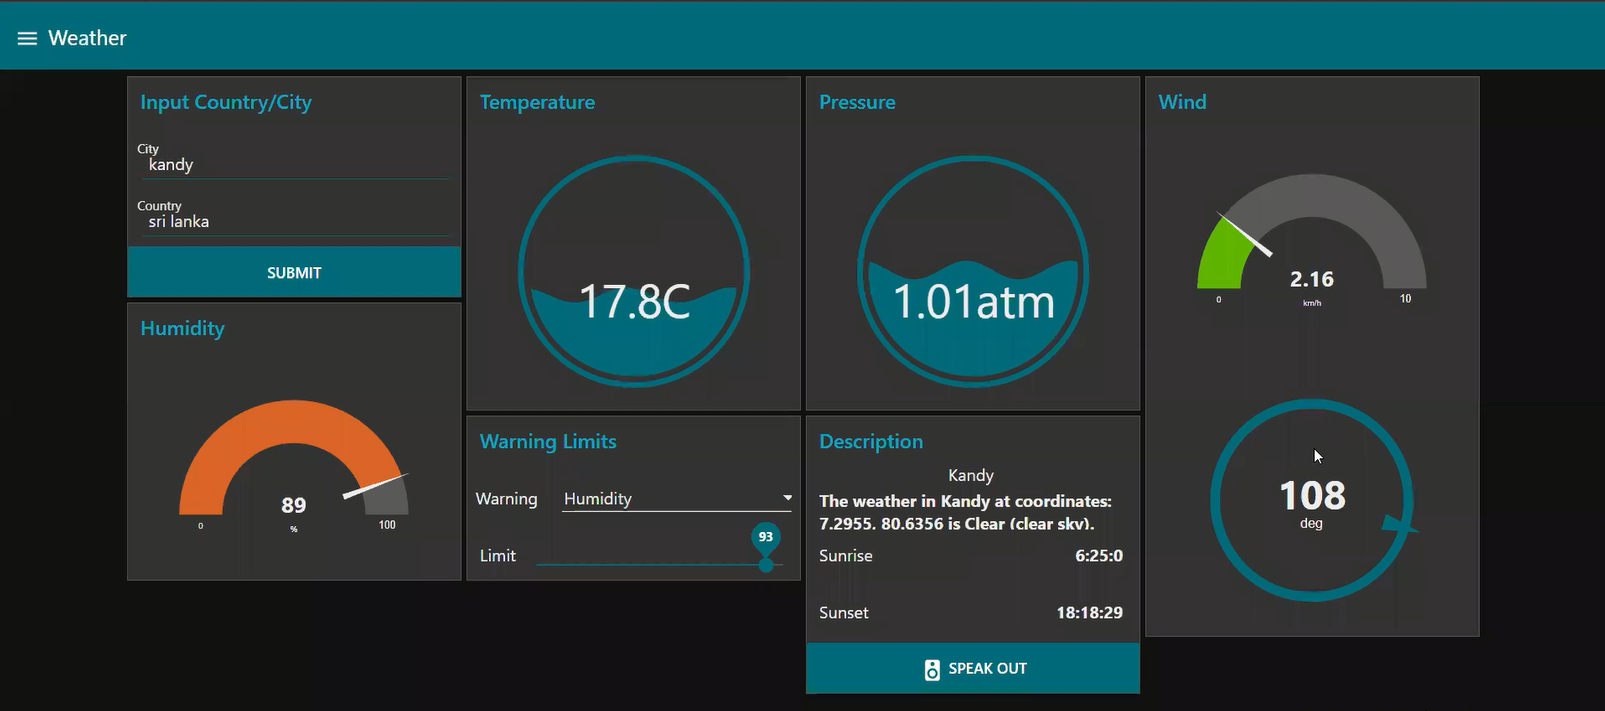 Weather
Input Country/City
City
kandy
Country
sri lanka
SUBMIT
Humidity
89
%
0
100
Temperature
17.8C
Warning Limits
Warning Humidity
93
Limit
Pressure
1.01atm
Description
Kandy
The weather in Kandy at coordinates:
7.2955, 80.6356 is Clear (clear sky).
Sunrise 6:25:0
Sunset 18:18:29
SPEAK OUT
Wind
2.16
km/h
0
10
108
deg